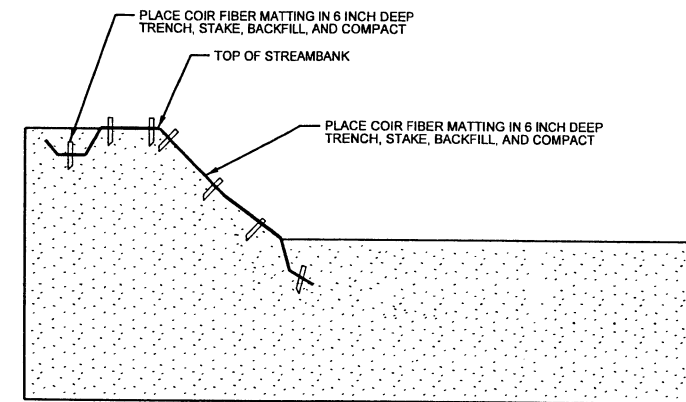 PLACE COIR FIBER MATTING IN 6 INCH DEEP
TRENCH, STAKE, BACKFILL, AND COMPACT
TOP OF STREAMBANK
PLACE COIR FIBER MATTING IN 6 INCH DEEP
TRENCH, STAKE, BACKFILL, AND COMPACT